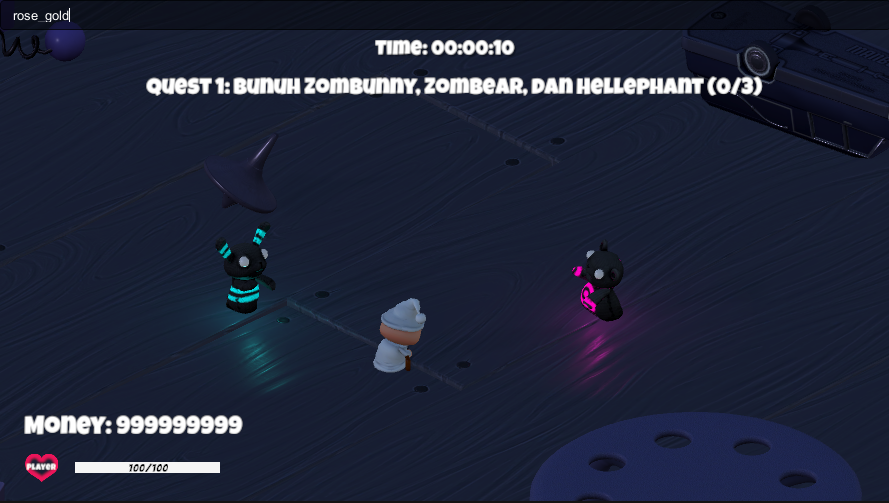 rose_gold
Time: 00:00:10
Quest 1: Bunuh Zombunny, Zombear, dan Hellephant (0/3)
Money: 999999999
PLAYER
100/100